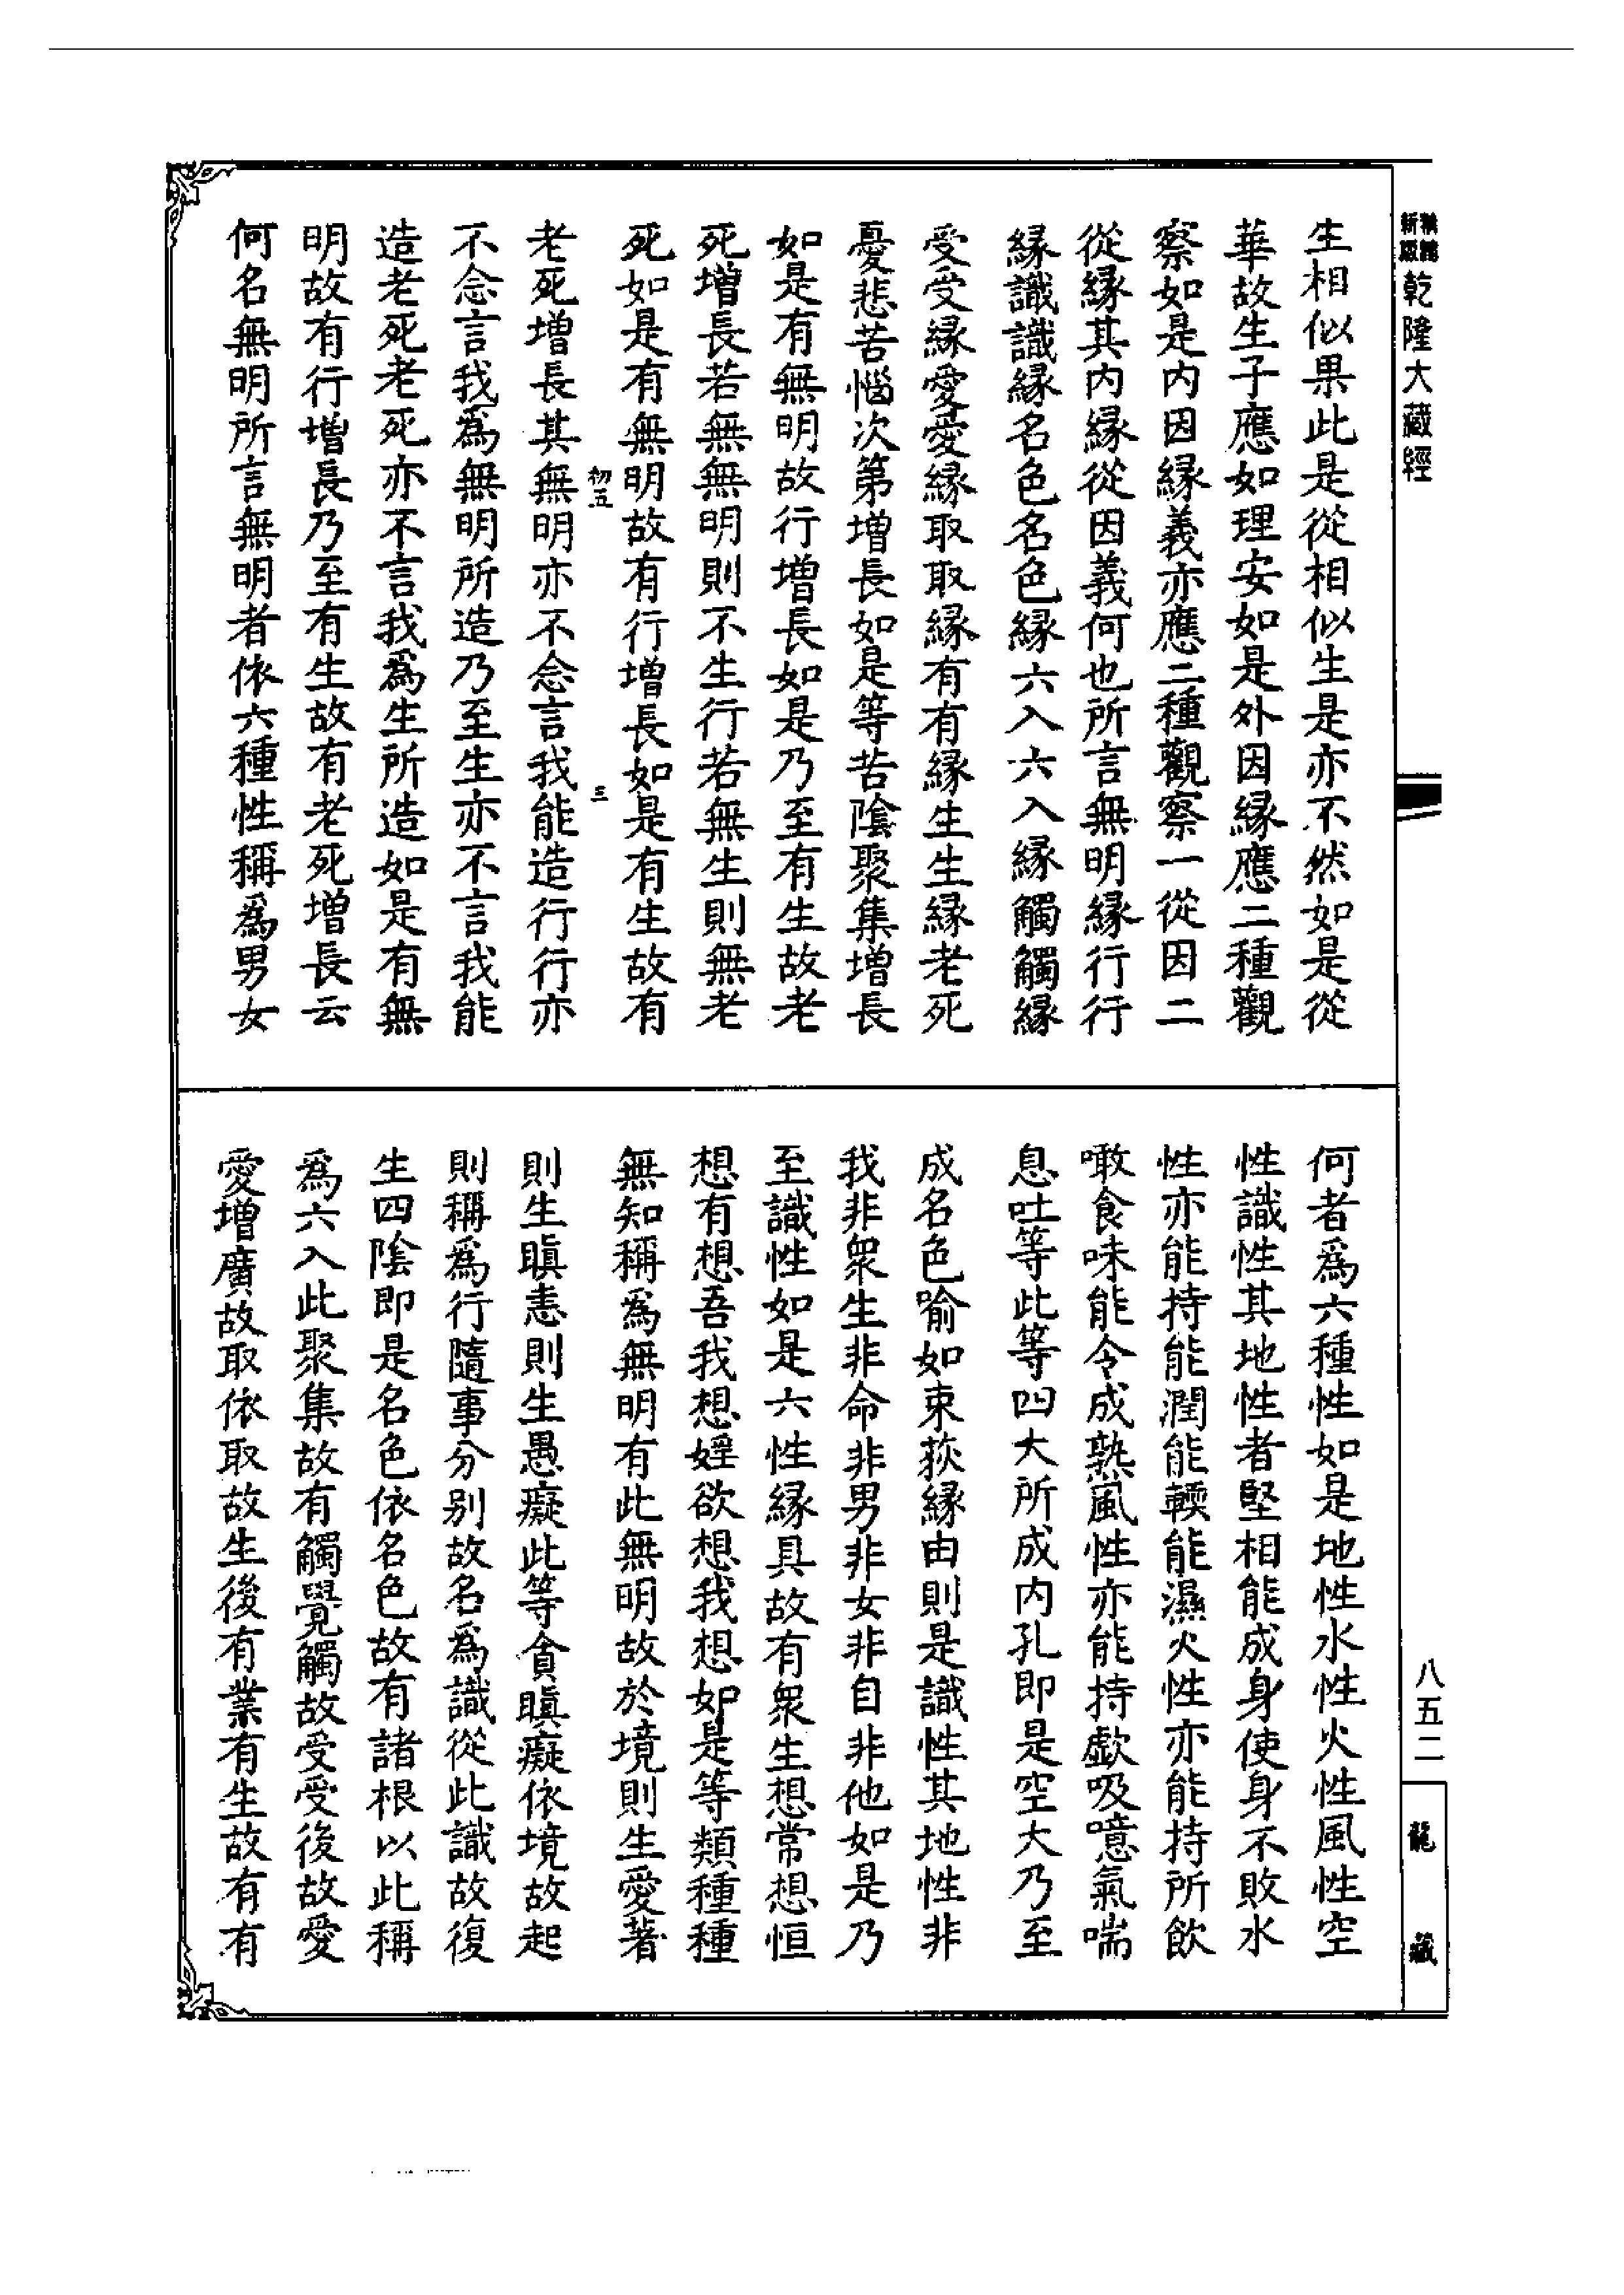 新版
精縮
乾隆大藏經
生相似果此是從相似生是亦不然如是從
華故生子應如理安如是外因緣應二種觀
察如是内因緣義亦應二種觀察一從因二
從緣其内緣從因義何也所言無明緣行行
緣識識緣名色名色緣六入六入緣觸觸緣
受受緣愛愛緣取取緣有有緣生生緣老死
憂悲苦惱次第增長如是等苦陰聚集增長
如是有無明故行增長如是乃至有生故老
死增長若無無明則不生行若無生則無老
死如是有無明故有行增長如是有生故有
初五
三
老死增長其無明亦不念言我能造行行亦
不念言我爲無明所造乃至生亦不言我能
造老死老死亦不言我爲生所造如是有無
明故有行增長乃至有生故有老死增長云
何名無明所言無明者依六種性稱爲男女
何者爲六種性如是地性水性火性風性空
性識性其地性者堅相能成身使身不敗水
性亦能持能潤能輭能濕火性亦能持所飲
噉食味能令成熟風性亦能持歔吸噫氣喘
息吐等此等四大所成内孔即是空大乃至
成名色喻如束荻緣由則是識性其地性非
我非衆生非命非男非女非自非他如是乃
至識性如是六性緣具故有衆生想常想恒
想有想吾我想婬欲想我想如是等類種種
無知稱爲無明有此無明故於境則生愛著
則生瞋恚則生愚癡此等貪瞋癡依境故起
則稱爲行隨事分别故名爲識從此識故復
生四陰即是名色依名色故有諸根以此稱
爲六入此聚集故有觸覺觸故受受後故愛
愛增廣故取依取故生後有業有生故有有
八五二
龍
藏